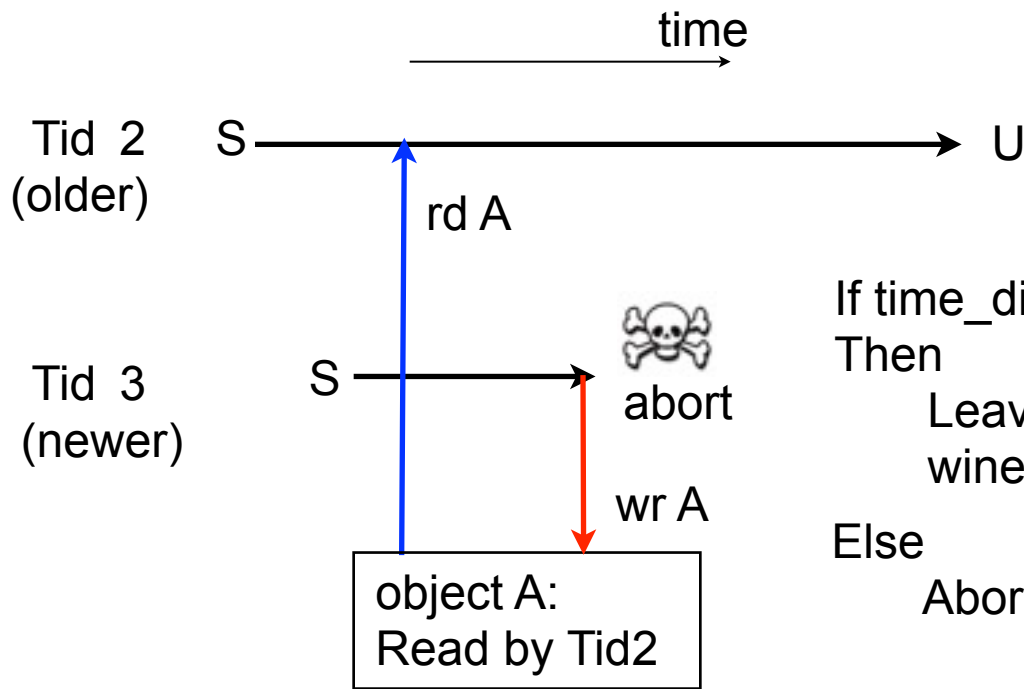 time
Tid 2
(older)
S
U
rd A
If time_di
Then
Leav
wine
Else
Abor
Tid 3
(newer)
S
abort
wr A
object A:
Read by Tid2